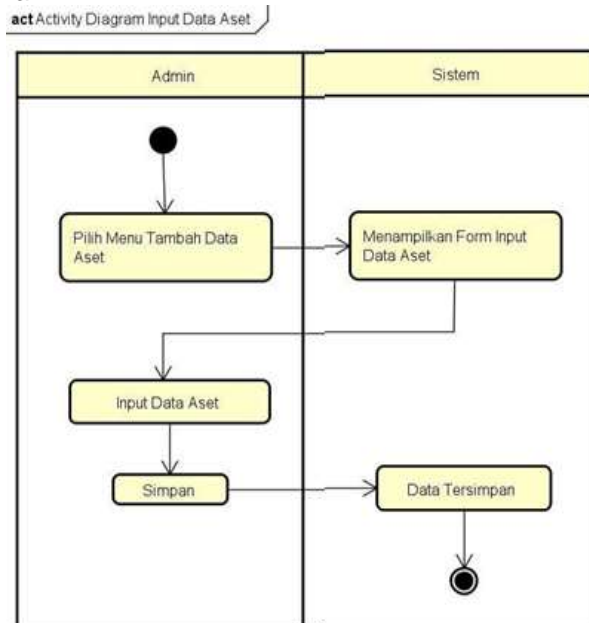 act Activity Diagram Input Data Aset
Admin
Sistem
Pilih Menu Tambah Data
Aset
Menampilkan Form Input
Data Aset
Input Data Aset
Simpan
Data Tersimpan